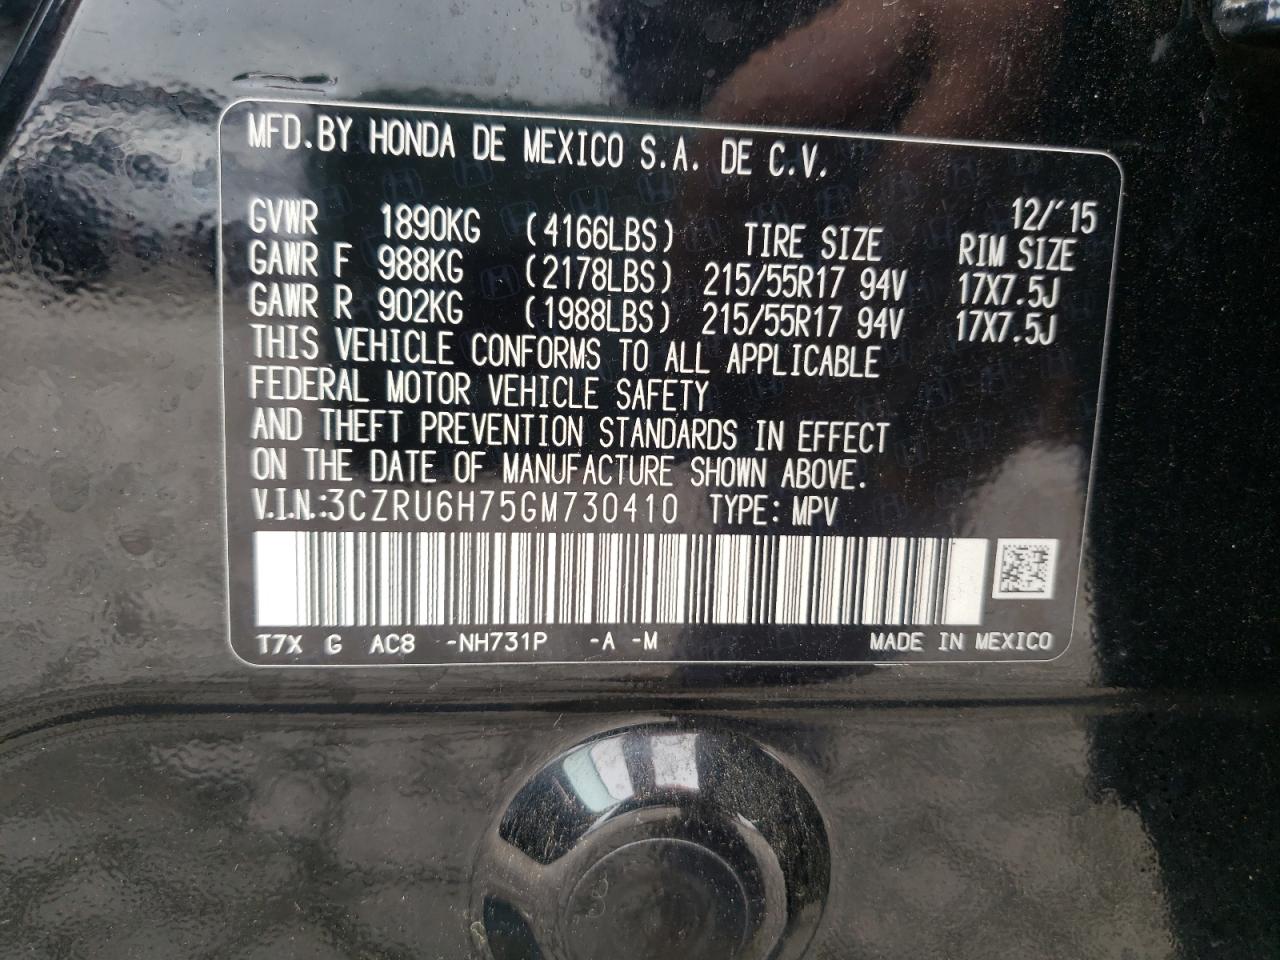 MFD.BY HONDA DE MEXICO S.A. DE C.V.
12/'15
GVWR 1890KG (4166LBS) TIRE SIZE RIM SIZE
GAWR F 988KG (2178LBS) 215/55R17 94V 17X7.5J
GAWR R 902KG (1988LBS) 215/55R17 94V 17X7.5J
THIS VEHICLE CONFORMS TO ALL APPLICABLE
FEDERAL MOTOR VEHICLE SAFETY
AND THEFT PREVENTION STANDARDS IN EFFECT
ON THE DATE OF MANUFACTURE SHOWN ABOVE.
V.I.N.:3CZRU6H75GM730410 TYPE: MPV
T7X G AC8 -NH731P -A -M MADE IN MEXICO